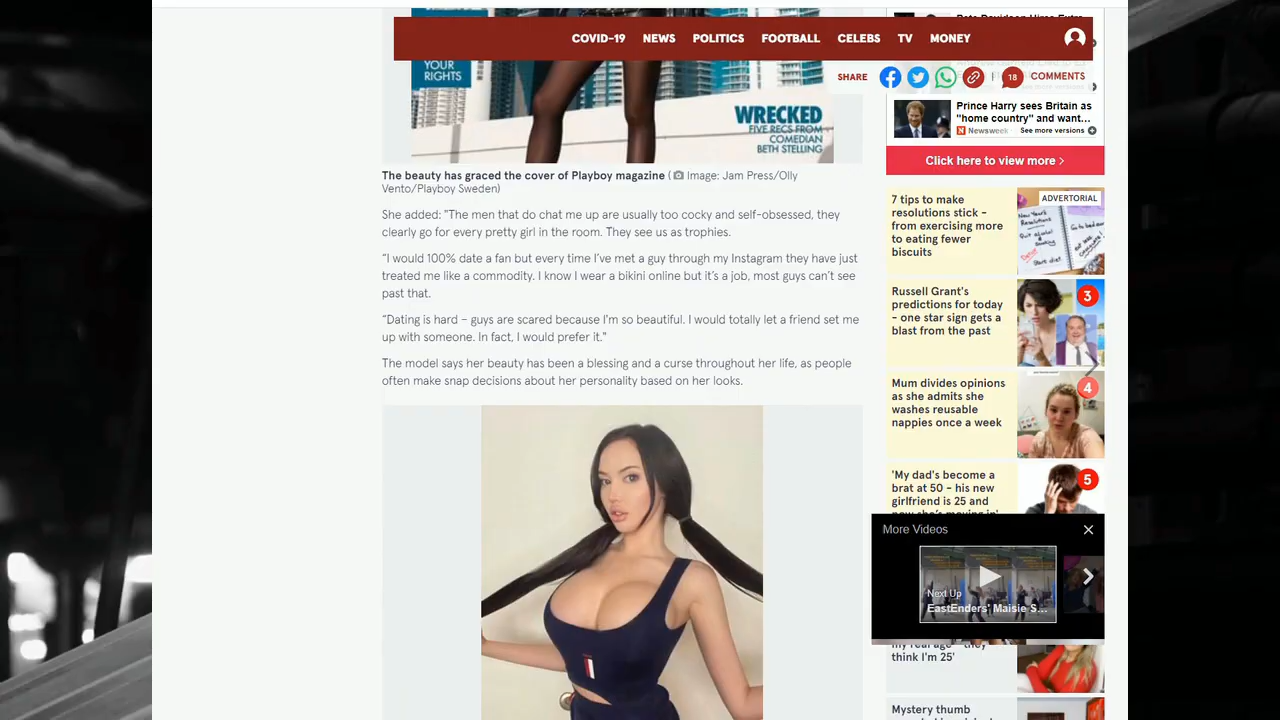 COVID-19 NEWS POLITICS FOOTBALL CELEBS TV MONEY
YOUR
RIGHTS
SHARE
18 COMMENTS
WRECKED
FIVE RECS FROM
COMEDIAN
BETH STELLING
The beauty has graced the cover of Playboy magazine ( Image: Jam Press/Olly
Vento/Playboy Sweden)
She added: "The men that do chat me up are usually too cocky and self-obsessed, they
clearly go for every pretty girl in the room. They see us as trophies.
“I would 100% date a fan but every time I’ve met a guy through my Instagram they have just
treated me like a commodity. I know I wear a bikini online but it’s a job, most guys can’t see
past that.
“Dating is hard – guys are scared because I'm so beautiful. I would totally let a friend set me
up with someone. In fact, I would prefer it."
The model says her beauty has been a blessing and a curse throughout her life, as people
often make snap decisions about her personality based on her looks.
Prince Harry sees Britain as
"home country" and want...
N Newsweek See more versions
Click here to view more >
7 tips to make
resolutions stick -
from exercising more
to eating fewer
biscuits
ADVERTORIAL
Russell Grant's
predictions for today
- one star sign gets a
blast from the past
3
Mum divides opinions
as she admits she
washes reusable
nappies once a week
4
'My dad's become a
brat at 50 - his new
girlfriend is 25 and
5
More Videos
Next Up
EastEnders' Maisie S...
my real age - they
think I'm 25'
Mystery thumb